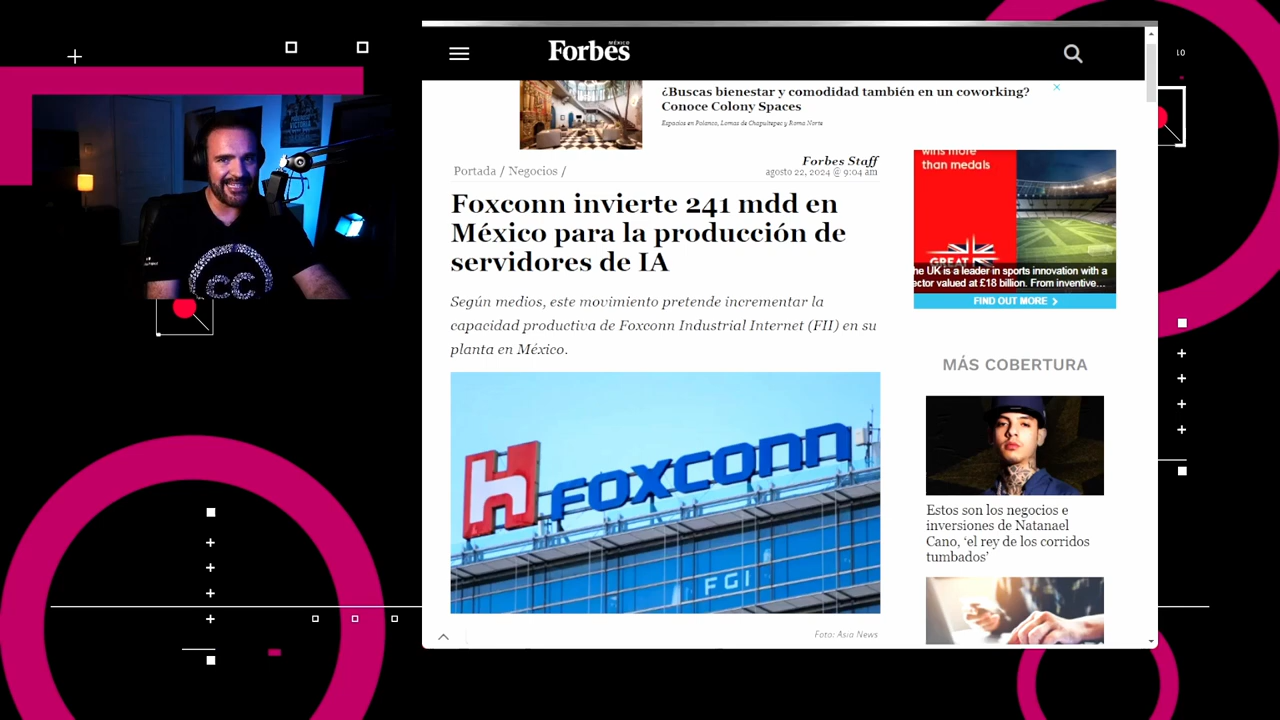 Forbes
MÉXICO
¿Buscas bienestar y comodidad también en un coworking?
Conoce Colony Spaces
Espacios en Polanco, Lomas de Chapultepec y Roma Norte
Portada / Negocios /
Forbes Staff
agosto 22, 2024 @ 9:04 am
Foxconn invierte 241 mdd en
México para la producción de
servidores de IA
Según medios, este movimiento pretende incrementar la
capacidad productiva de Foxconn Industrial Internet (FII) en su
planta en México.
FOXCONN
FGI
Foto: Asia News
wins more
than medals
GREAT
he UK is a leader in sports innovation with a
ector valued at £18 billion. From inventive...
FIND OUT MORE
MÁS COBERTURA
Estos son los negocios e
inversiones de Natanael
Cano, ‘el rey de los corridos
tumbados’
CC
10